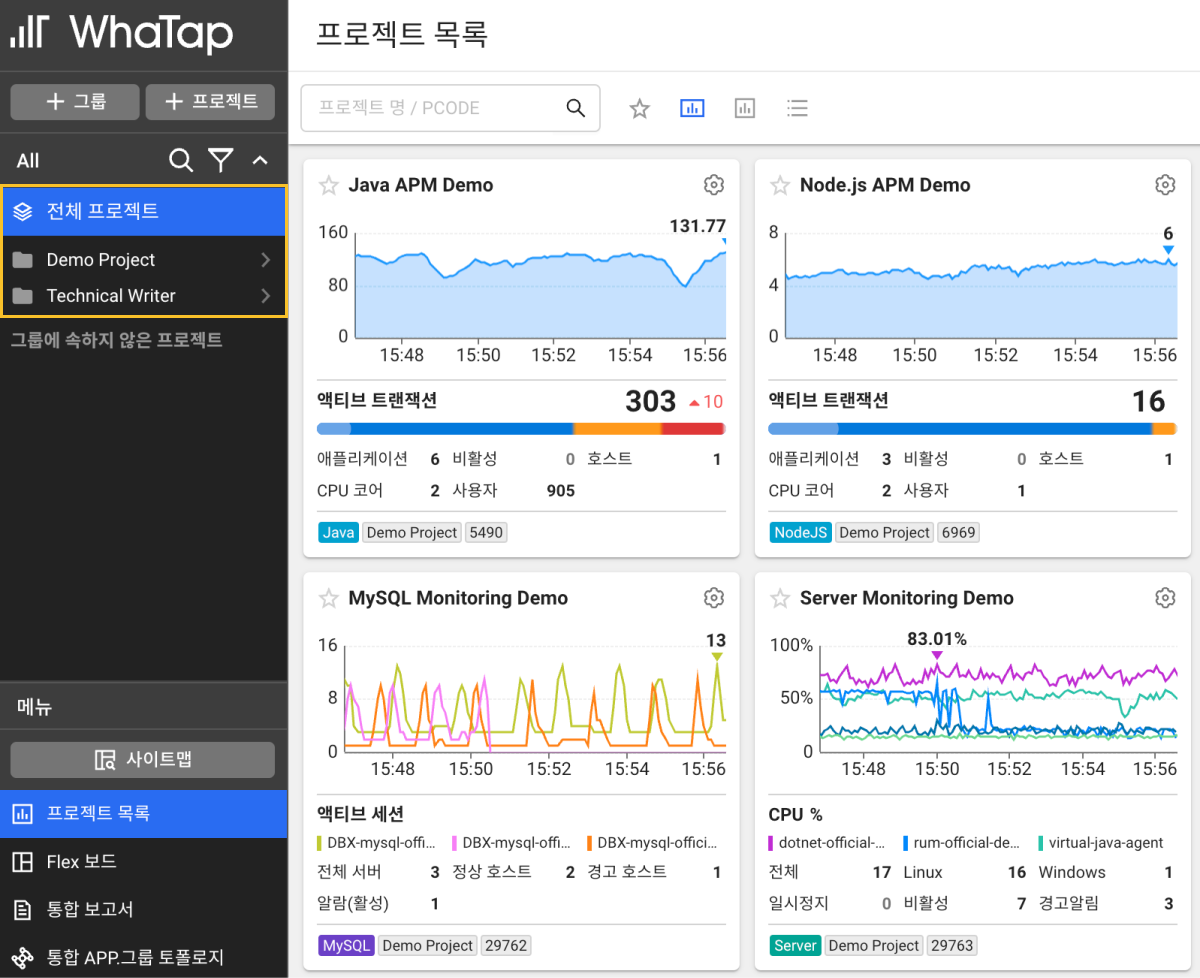 WhaTap
그룹
프로젝트
All
전체 프로젝트
Demo Project
Technical Writer
그룹에 속하지 않은 프로젝트
메뉴
사이트맵
프로젝트 목록
Flex 보드
통합 보고서
통합 APP.그룹 토폴로지
프로젝트 목록
프로젝트 명 / PCODE
Java APM Demo
131.77
160
80
0
15:48 15:50 15:52 15:54 15:56
액티브 트랜잭션 303 10
애플리케이션 6 비활성 0 호스트 1
CPU 코어 2 사용자 905
Java Demo Project 5490
Node.js APM Demo
6
8
4
0
15:48 15:50 15:52 15:54 15:56
액티브 트랜잭션 16
애플리케이션 3 비활성 0 호스트 1
CPU 코어 2 사용자 1
NodeJS Demo Project 6969
MySQL Monitoring Demo
13
16
8
0
15:48 15:50 15:52 15:54 15:56
액티브 세션
DBX-mysql-offi... DBX-mysql-offi... DBX-mysql-offici...
전체 서버 3 정상 호스트 2 경고 호스트 1
알람(활성) 1
MySQL Demo Project 29762
Server Monitoring Demo
83.01%
100%
50%
0
15:48 15:50 15:52 15:54 15:56
CPU %
dotnet-official-... rum-official-de... virtual-java-agent
전체 17 Linux 16 Windows 1
일시정지 0 비활성 7 경고알림 3
Server Demo Project 29763